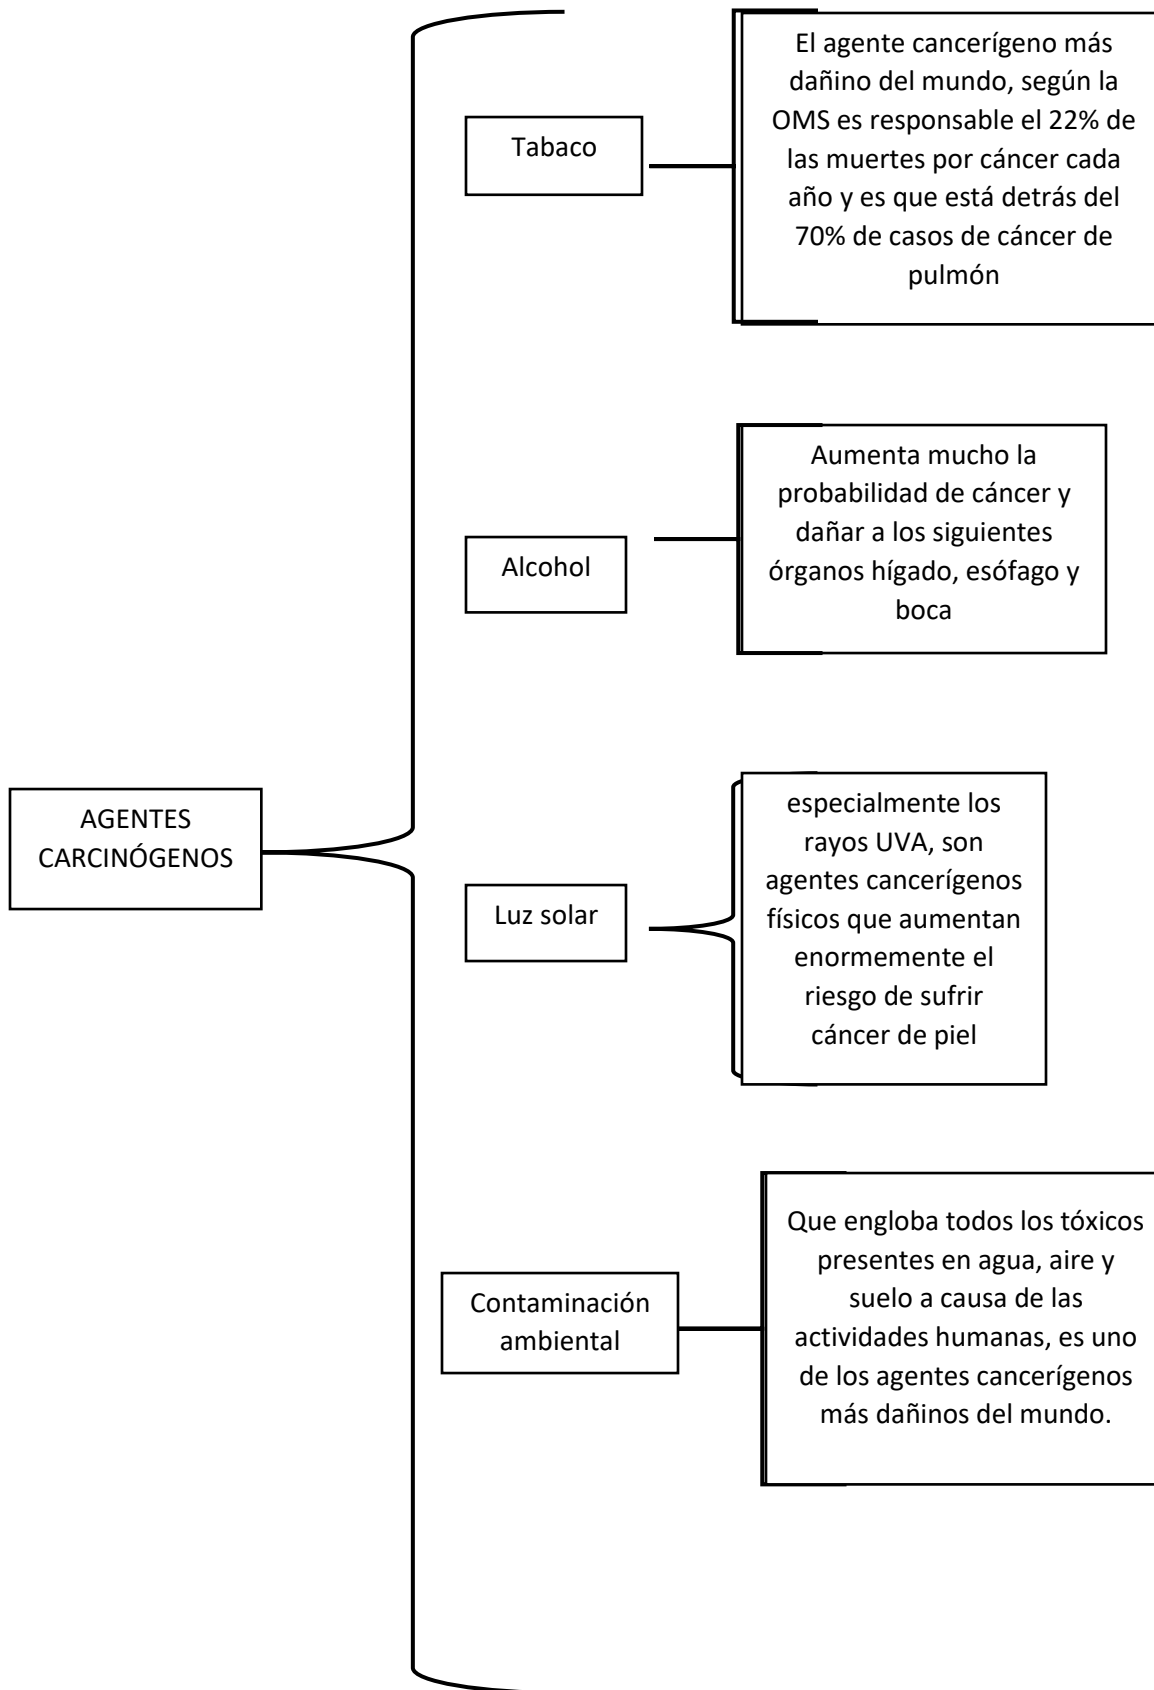 AGENTES
CARCINÓGENOS
Tabaco
El agente cancerígeno más
dañino del mundo, según la
OMS es responsable el 22% de
las muertes por cáncer cada
año y es que está detrás del
70% de casos de cáncer de
pulmón
Alcohol
Aumenta mucho la
probabilidad de cáncer y
dañar a los siguientes
órganos hígado, esófago y
boca
Luz solar
especialmente los
rayos UVA, son
agentes cancerígenos
físicos que aumentan
enormemente el
riesgo de sufrir
cáncer de piel
Contaminación
ambiental
Que engloba todos los tóxicos
presentes en agua, aire y
suelo a causa de las
actividades humanas, es uno
de los agentes cancerígenos
más dañinos del mundo.